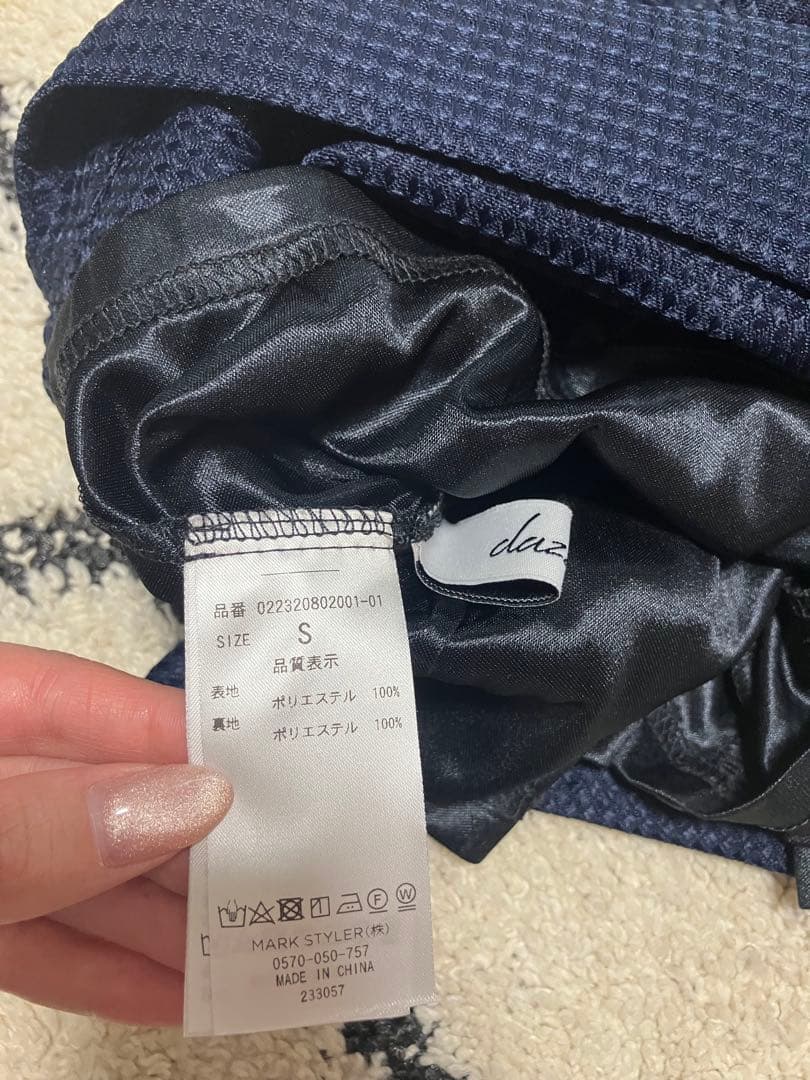 品番 022320802001-01
SIZE S
品質表示
表地 ポリエステル 100%
裏地 ポリエステル 100%
F W
MARK STYLER(株)
0570-050-757
MADE IN CHINA
233057
daz